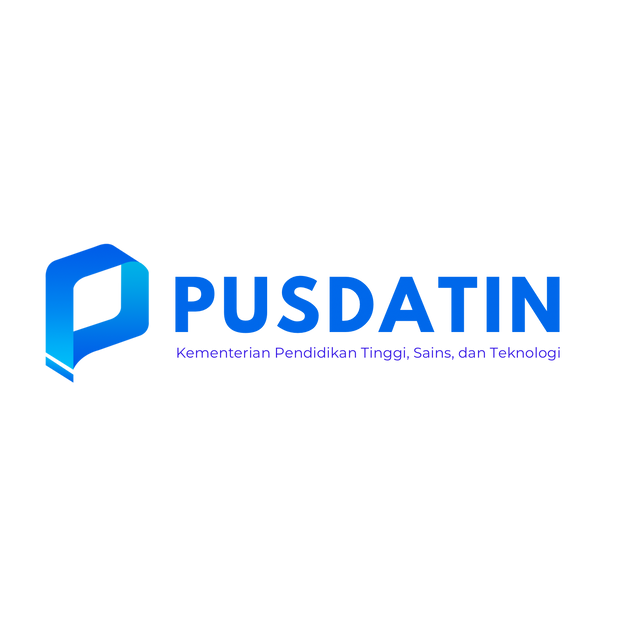 PUSDATIN
Kementerian Pendidikan Tinggi, Sains, dan Teknologi